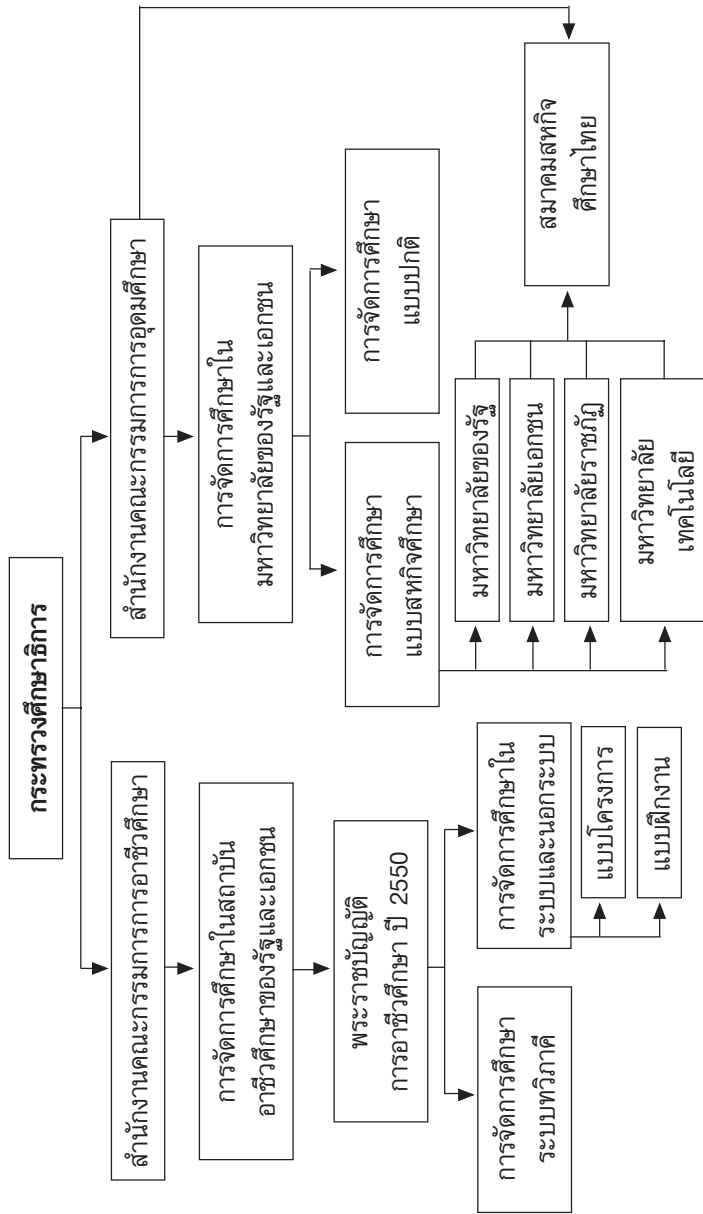 กระทรวงศึกษาธิการ
สำนักงานคณะกรรมการการอาชีวศึกษา
สำนักงานคณะกรรมการการอุดมศึกษา
การจัดการศึกษาในสถาบัน
อาชีวศึกษาของรัฐและเอกชน
การจัดการศึกษาใน
มหาวิทยาลัยของรัฐและเอกชน
พระราชบัญญัติ
การอาชีวศึกษา ปี 2550
การจัดการศึกษา
แบบสหกิจศึกษา
การจัดการศึกษา
แบบปกติ
การจัดการศึกษา
ระบบทวิภาคี
การจัดการศึกษาใน
ระบบและนอกระบบ
แบบโครงการ
แบบฝึกงาน
มหาวิทยาลัยของรัฐ
มหาวิทยาลัยเอกชน
มหาวิทยาลัยราชภัฏ
มหาวิทยาลัย
เทคโนโลยี
สมาคมสหกิจ
ศึกษาไทย